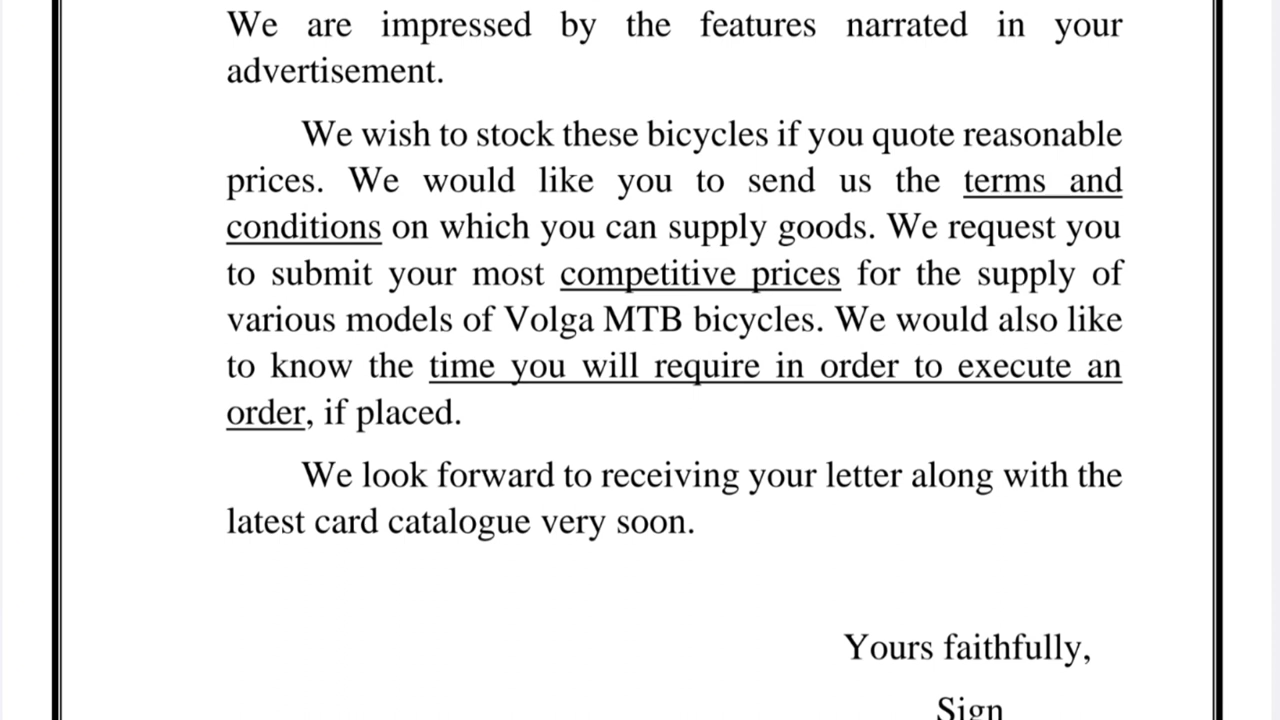 We are impressed by the features narrated in your
advertisement.
We wish to stock these bicycles if you quote reasonable
prices. We would like you to send us the terms and
conditions on which you can supply goods. We request you
to submit your most competitive prices for the supply of
various models of Volga MTB bicycles. We would also like
to know the time you will require in order to execute an
order, if placed.
We look forward to receiving your letter along with the
latest card catalogue very soon.
Yours faithfully,
Sign